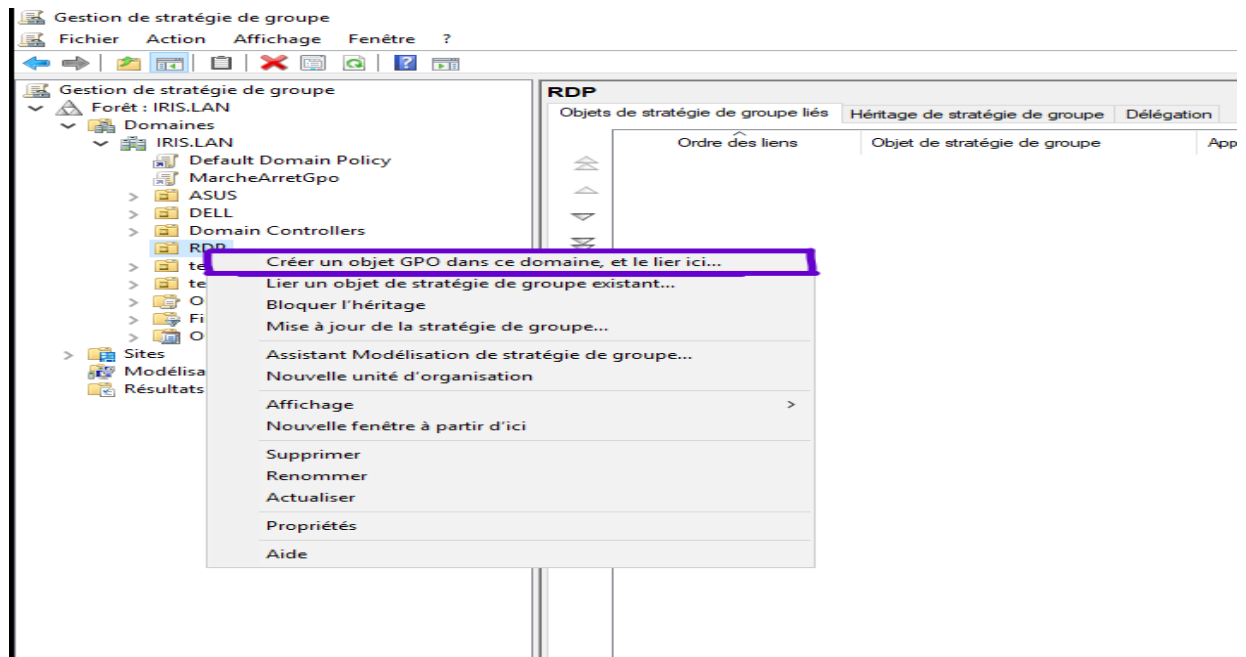 Gestion de stratégie de groupe
Fichier Action Affichage Fenêtre ?
Gestion de stratégie de groupe
Forêt : IRIS.LAN
Domaines
IRIS.LAN
Default Domain Policy
MarcheArretGpo
ASUS
DELL
Domain Controllers
RDP
te
te
O
Fi
O
Sites
Modélisa
Résultats
RDP
Objets de stratégie de groupe liés
Héritage de stratégie de groupe
Délégation
Ordre des liens
Objet de stratégie de groupe
App
Créer un objet GPO dans ce domaine, et le lier ici...
Lier un objet de stratégie de groupe existant...
Bloquer l'héritage
Mise à jour de la stratégie de groupe...
Assistant Modélisation de stratégie de groupe...
Nouvelle unité d'organisation
Affichage >
Nouvelle fenêtre à partir d'ici
Supprimer
Renommer
Actualiser
Propriétés
Aide